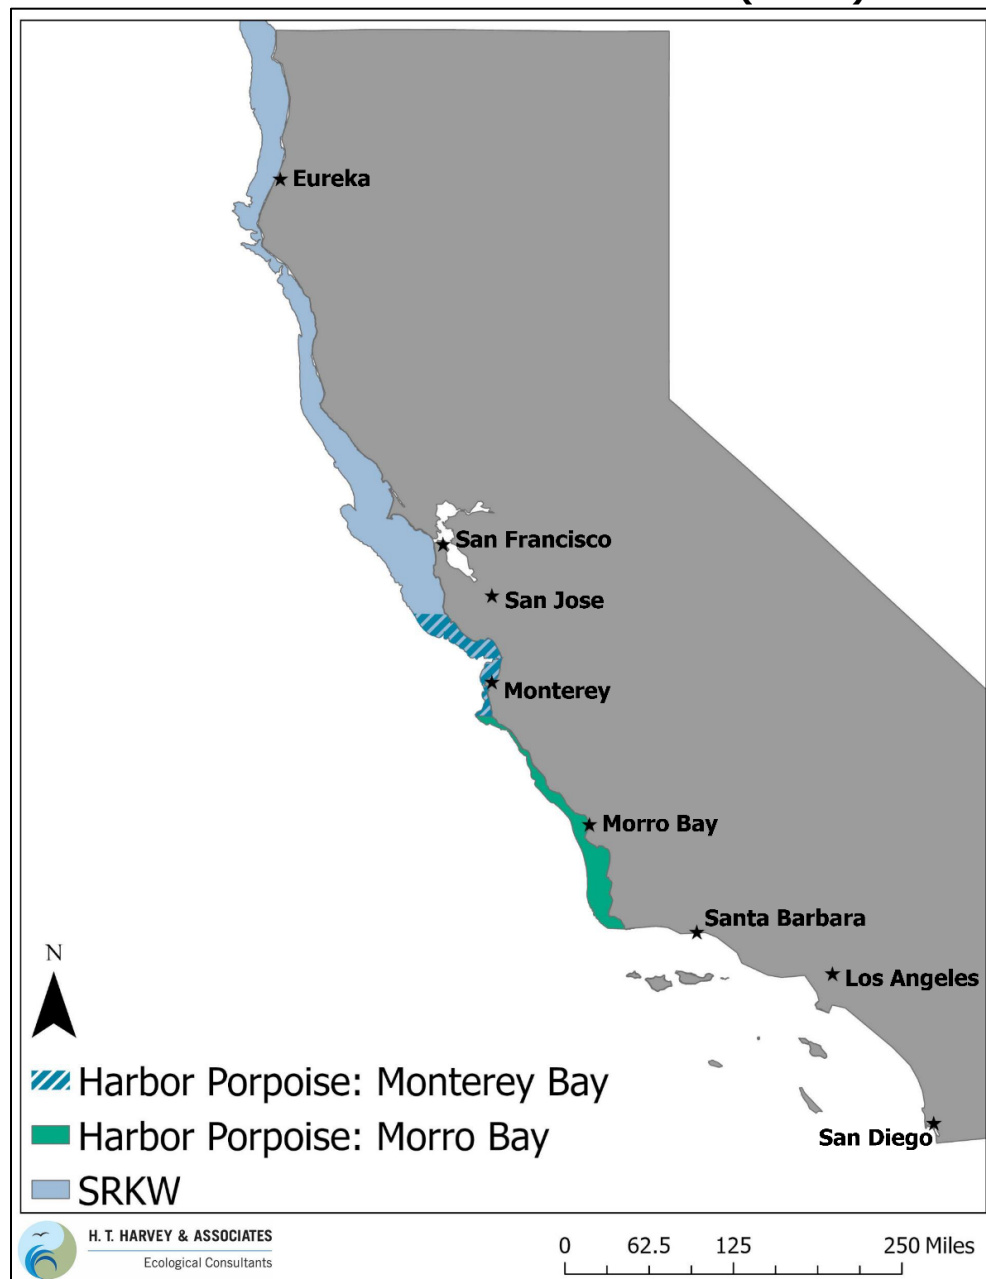 Eureka
San Francisco
San Jose
Monterey
Morro Bay
Santa Barbara
Los Angeles
San Diego
N
Harbor Porpoise: Monterey Bay
Harbor Porpoise: Morro Bay
SRKW
H. T. HARVEY & ASSOCIATES
Ecological Consultants
0 62.5 125 250 Miles